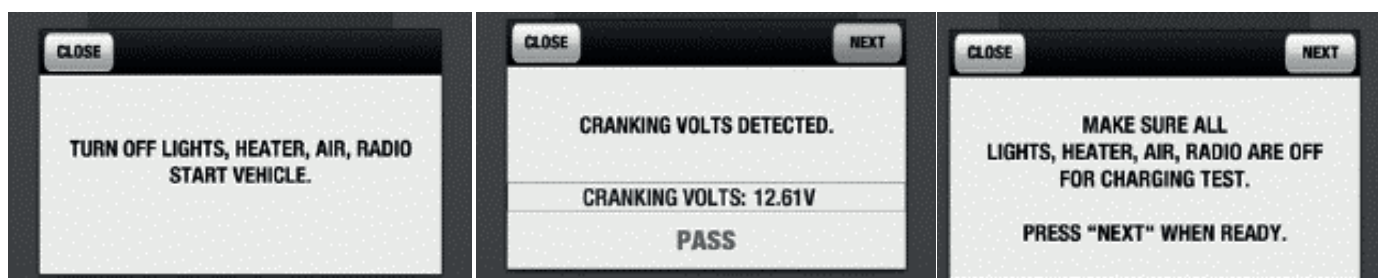 CLOSE
TURN OFF LIGHTS, HEATER, AIR, RADIO
START VEHICLE.
CLOSE
NEXT
CRANKING VOLTS DETECTED.
CRANKING VOLTS: 12.61V
PASS
CLOSE
NEXT
MAKE SURE ALL
LIGHTS, HEATER, AIR, RADIO ARE OFF
FOR CHARGING TEST.
PRESS "NEXT" WHEN READY.